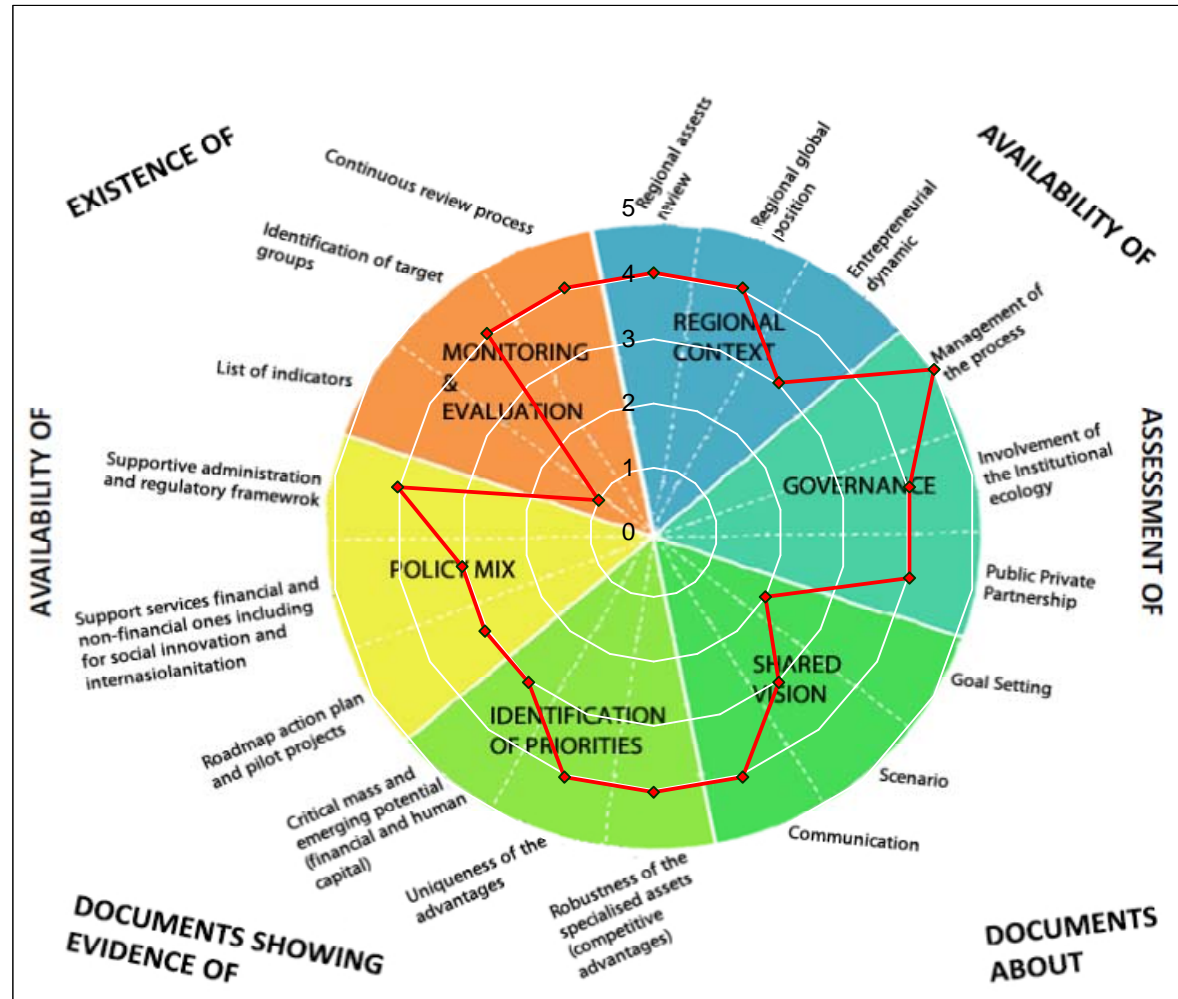 EXISTENCE OF
Continuous review process
Identification of target
groups
List of indicators
Regional assests
review
Regional global
position
Entrepreneurial
dynamic
AVAILABILITY OF
Management of
the process
Involvement of
the Institutional
ecology
Public Private
Partnership
ASSESSMENT OF
Goal Setting
Scenario
Communication
DOCUMENTS
ABOUT
Robustness of the
specialised assets
(competitive
advantages)
Uniqueness of the
advantages
Critical mass and
emerging potential
(financial and human
capital)
DOCUMENTS SHOWING
EVIDENCE OF
Roadmap action plan
and pilot projects
Support services financial and
non-financial ones including
for social innovation and
internasiolanitation
Supportive administration
and regulatory framewrok
AVAILABILITY OF
5
4
3
2
1
0
REGIONAL
CONTEXT
GOVERNANCE
SHARED
VISION
IDENTIFICATION
OF PRIORITIES
POLICY MIX
MONITORING
&
EVALUATION